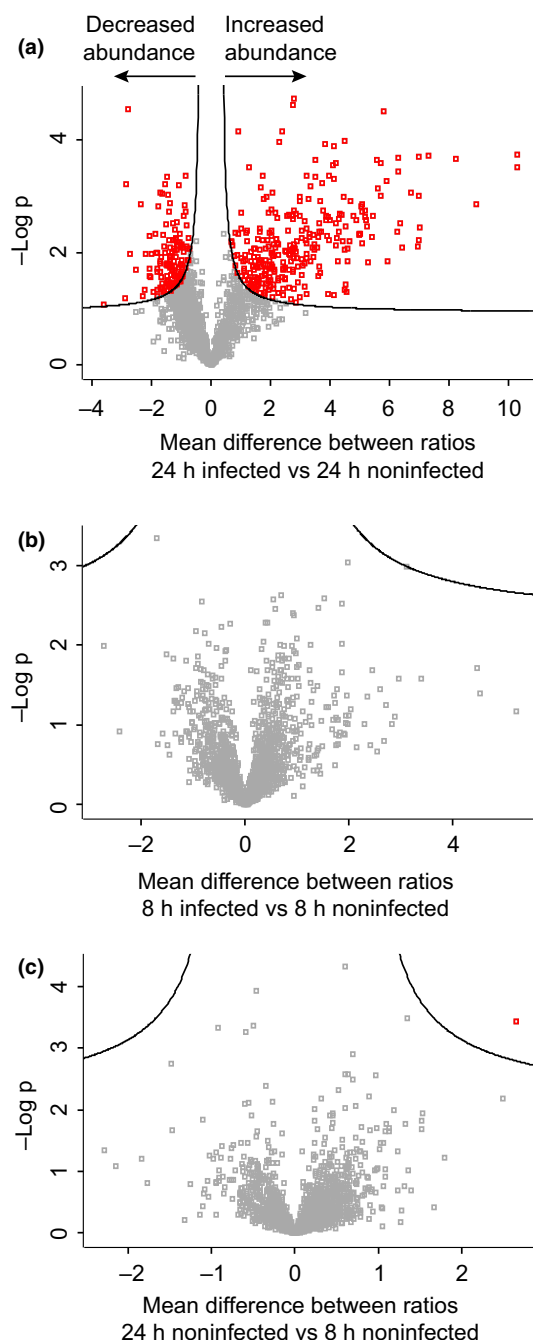 Decreased abundance
Increased abundance
(a)
4
2
0
–Log p
–4 –2 0 2 4 6 8 10
Mean difference between ratios
24 h infected vs 24 h noninfected
(b)
3
2
1
0
–Log p
–2 0 2 4
Mean difference between ratios
8 h infected vs 8 h noninfected
(c)
4
3
2
1
0
–Log p
–2 –1 0 1 2
Mean difference between ratios
24 h noninfected vs 8 h noninfected